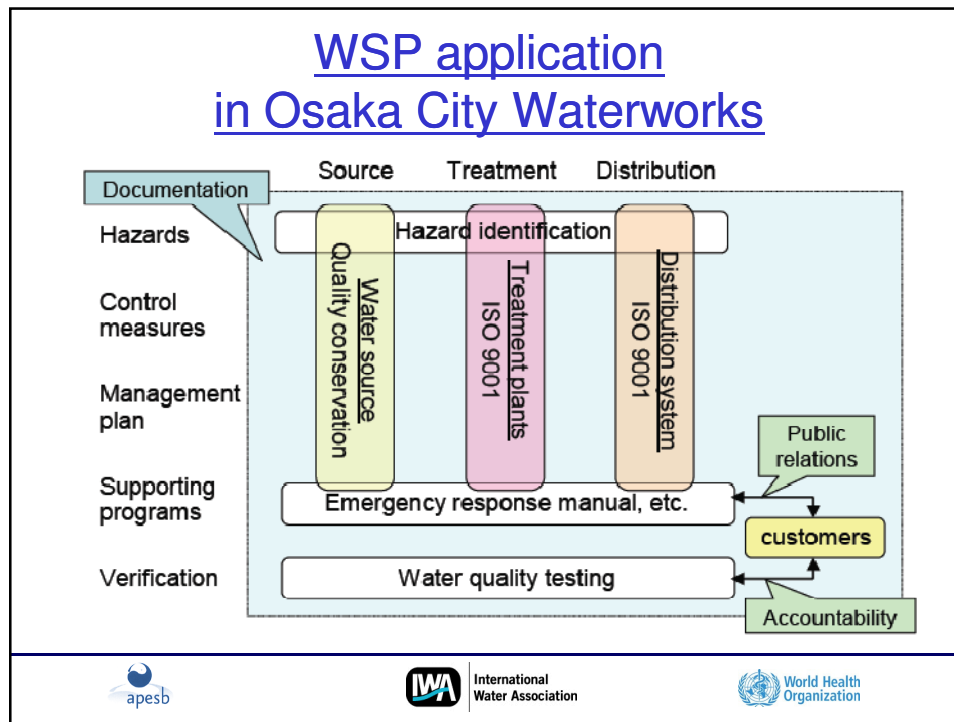 WSP application
in Osaka City Waterworks
Source Treatment Distribution
Documentation
Hazards
Hazard identification
Control
measures
Management
plan
Supporting
programs
Verification
Water source
Quality conservation
Treatment plants
ISO 9001
Distribution system
ISO 9001
Emergency response manual, etc.
Water quality testing
Public
relations
customers
Accountability
apesb
IWA
International
Water Association
World Health
Organization